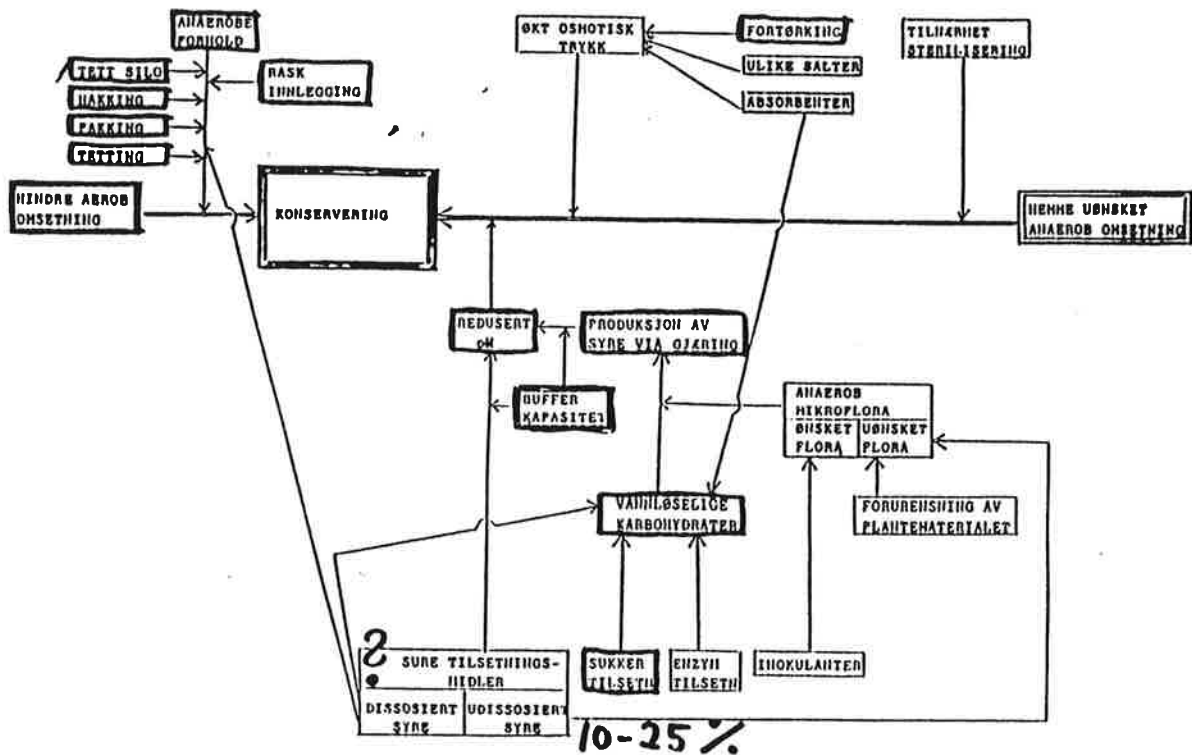 ANAEROBE
FORHOLD
ØKT OSMOTISK
TRYKK
FORTØRKING
TILNÆRMET
STERILISERING
TETT SILO
RASK
INNLEGGING
ULIKE SALTER
HAKKING
ABSORBENTER
PAKKING
TETTING
HINDRE AEROB
OMSETNING
KONSERVERING
HEMME UØNSKET
ANAEROB OMSETNING
REDUSERT
pH
PRODUKSJON AV
SYRE VIA GJÆRING
BUFFER
KAPASITET
ANAEROB
MIKROFLORA
ØNSKET
FLORA
UØNSKET
FLORA
VANNLØSELIGE
KARBOHYDRATER
FORURENSNING AV
PLANTEMATERIALET
?
SURE TILSETNINGS-
MIDLER
DISSOSIERT
SYRE
UDISSOSIERT
SYRE
SUKKER
TILSETN
ENZYM
TILSETN
INOKULANTER
10-25 %